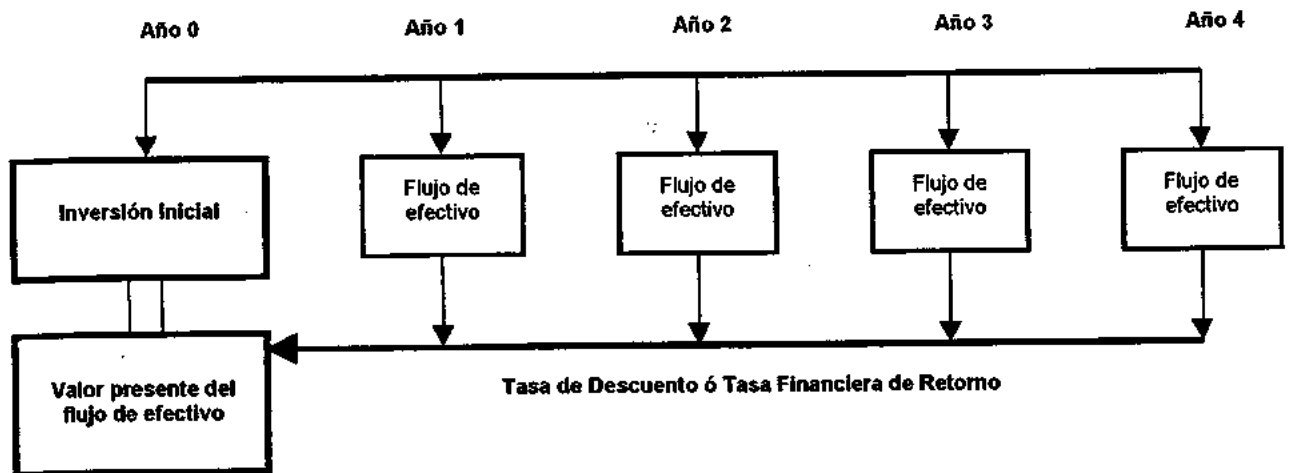 Año 0
Año 1
Año 2
Año 3
Año 4
Inversión inicial
Flujo de
efectivo
Flujo de
efectivo
Flujo de
efectivo
Flujo de
efectivo
Valor presente del
flujo de efectivo
Tasa de Descuento ó Tasa Financiera de Retorno